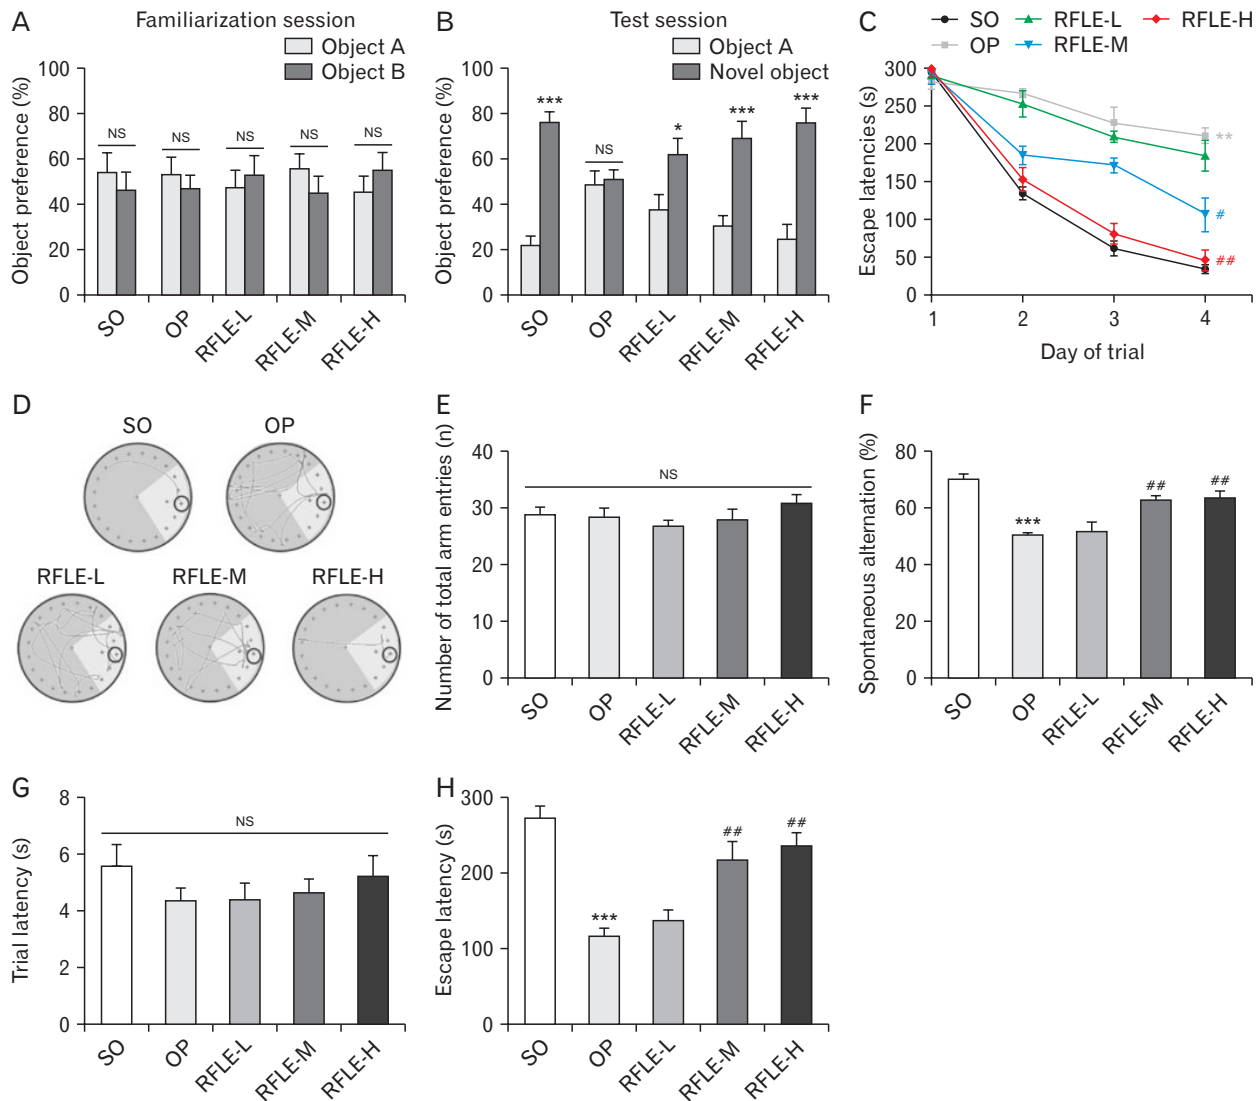 A Familiarization session
Object A
Object B
Object preference (%)
100
80
60
40
20
0
NS NS NS NS NS
SO OP RFLE-L RFLE-M RFLE-H
B Test session
Object A
Novel object
Object preference (%)
100
80
60
40
20
0
*** NS * *** ***
SO OP RFLE-L RFLE-M RFLE-H
C SO RFLE-L RFLE-H
OP RFLE-M
Escape latencies (s)
300
250
200
150
100
50
0
**
#
##
1 2 3 4
Day of trial
D
SO OP
RFLE-L RFLE-M RFLE-H
E
Number of total arm entries (n)
40
30
20
10
0
NS
SO OP RFLE-L RFLE-M RFLE-H
F
Spontaneous alternation (%)
80
60
40
20
0
*** ## ##
SO OP RFLE-L RFLE-M RFLE-H
G
Trial latency (s)
8
6
4
2
0
NS
SO OP RFLE-L RFLE-M RFLE-H
H
Escape latency (s)
300
200
100
0
*** ## ##
SO OP RFLE-L RFLE-M RFLE-H